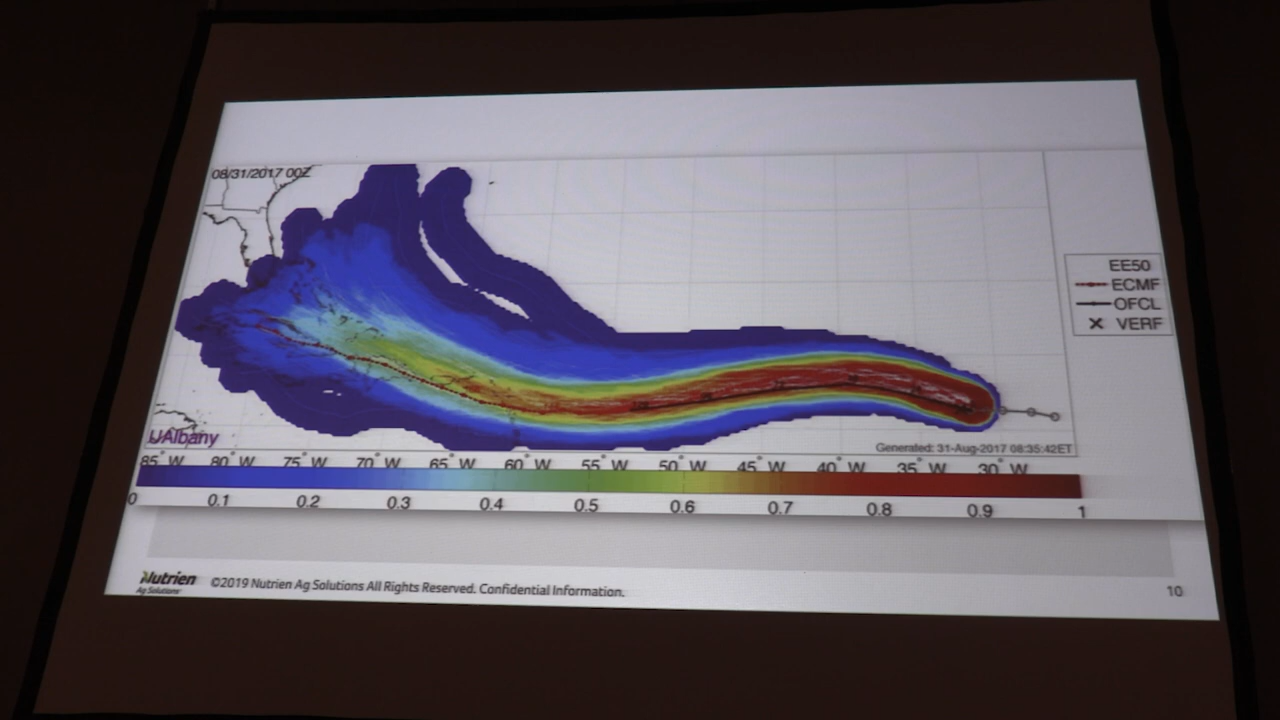 08/31/2017 00Z
EE50
ECMF
OFCL
VERF
UAlbany
Generated: 31-Aug-2017 08:35:42ET
85° W 80° W 75° W 70° W 65° W 60° W 55° W 50° W 45° W 40° W 35° W 30° W
0 0.1 0.2 0.3 0.4 0.5 0.6 0.7 0.8 0.9 1
Nutrien
Ag Solutions
©2019 Nutrien Ag Solutions All Rights Reserved. Confidential Information.
10